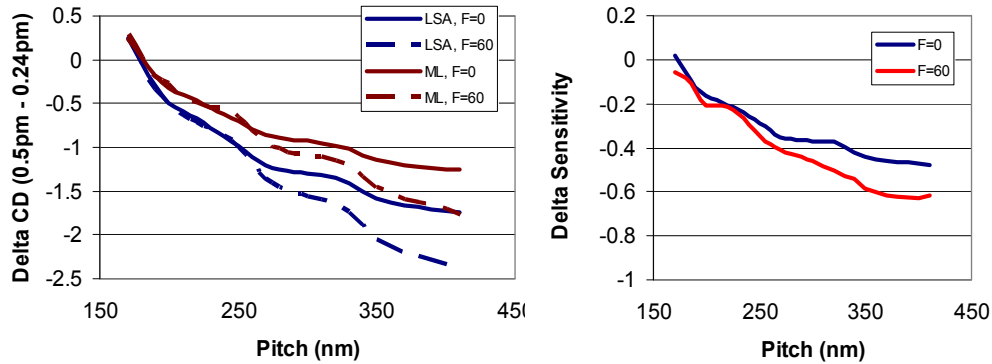 Delta CD (0.5pm - 0.24pm)
0.5
0
-0.5
-1
-1.5
-2
-2.5
150
250
350
450
Pitch (nm)
LSA, F=0
LSA, F=60
ML, F=0
ML, F=60
Delta Sensitivity
0.2
0
-0.2
-0.4
-0.6
-0.8
-1
150
250
350
450
Pitch (nm)
F=0
F=60